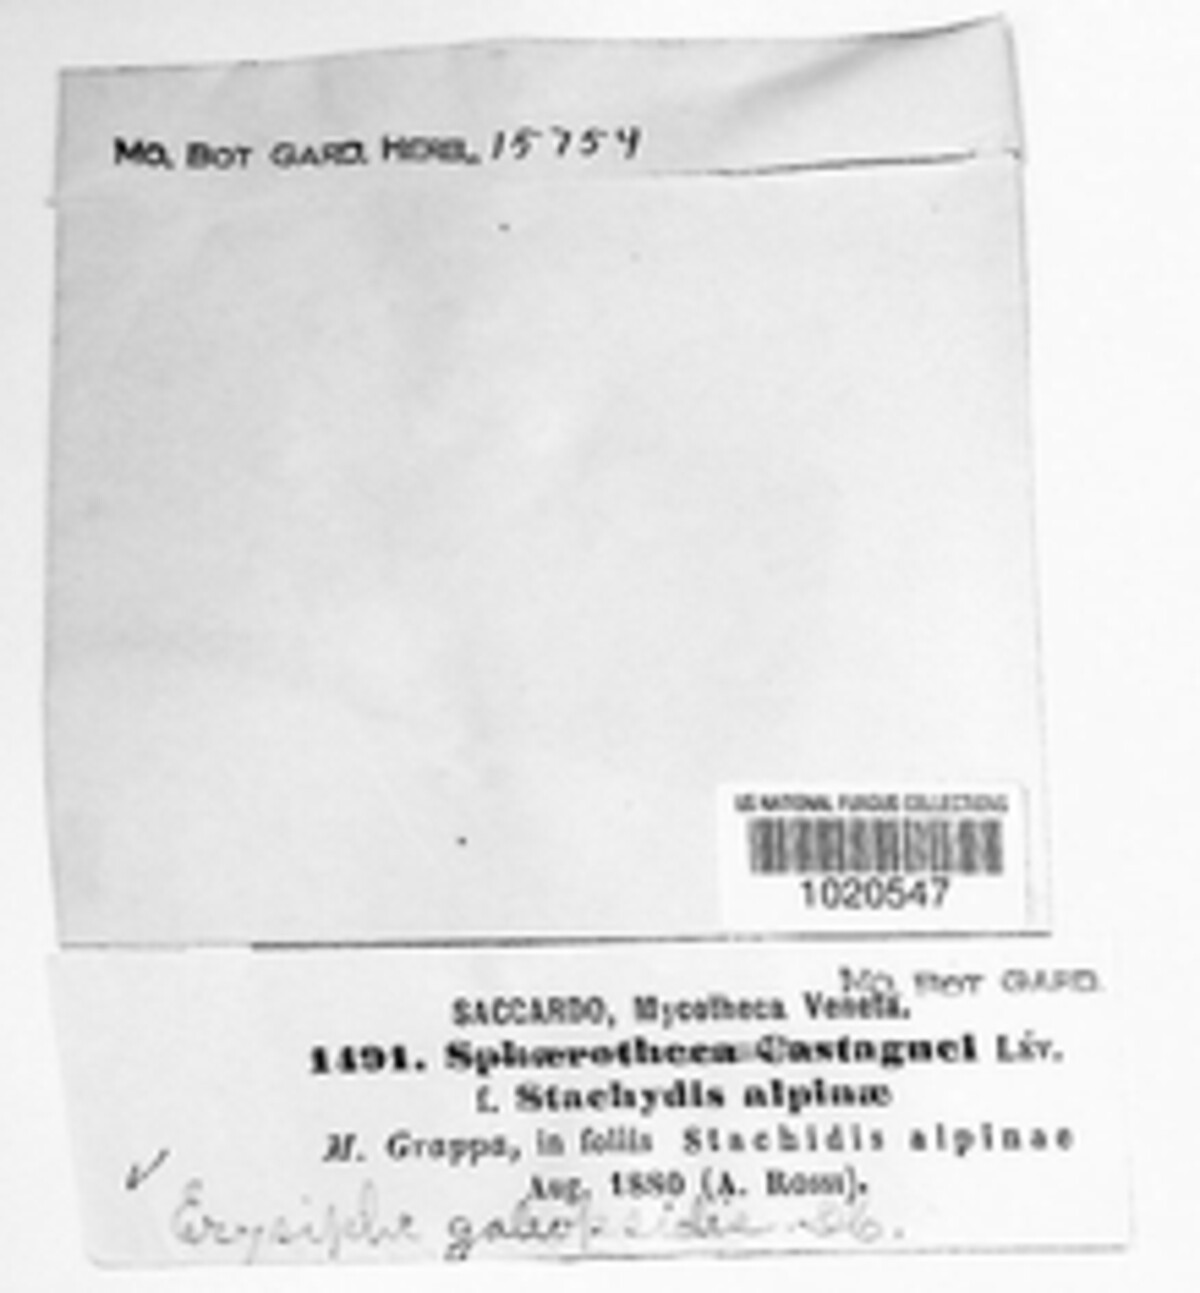 MO. BOT GARD. HERB. 15754
US NATIONAL FUNGUS COLLECTIONS
1020547
MO. BOT GARD.
SACCARDO, Mycotheca Veneta.
1491. Sphærotheca Castagnei Lév.
f. Stachydis alpinæ
M. Grappa, in foliis Stachidis alpinae
Aug. 1880 (A. Rossi).
✓ Erysiphe galeopsidis